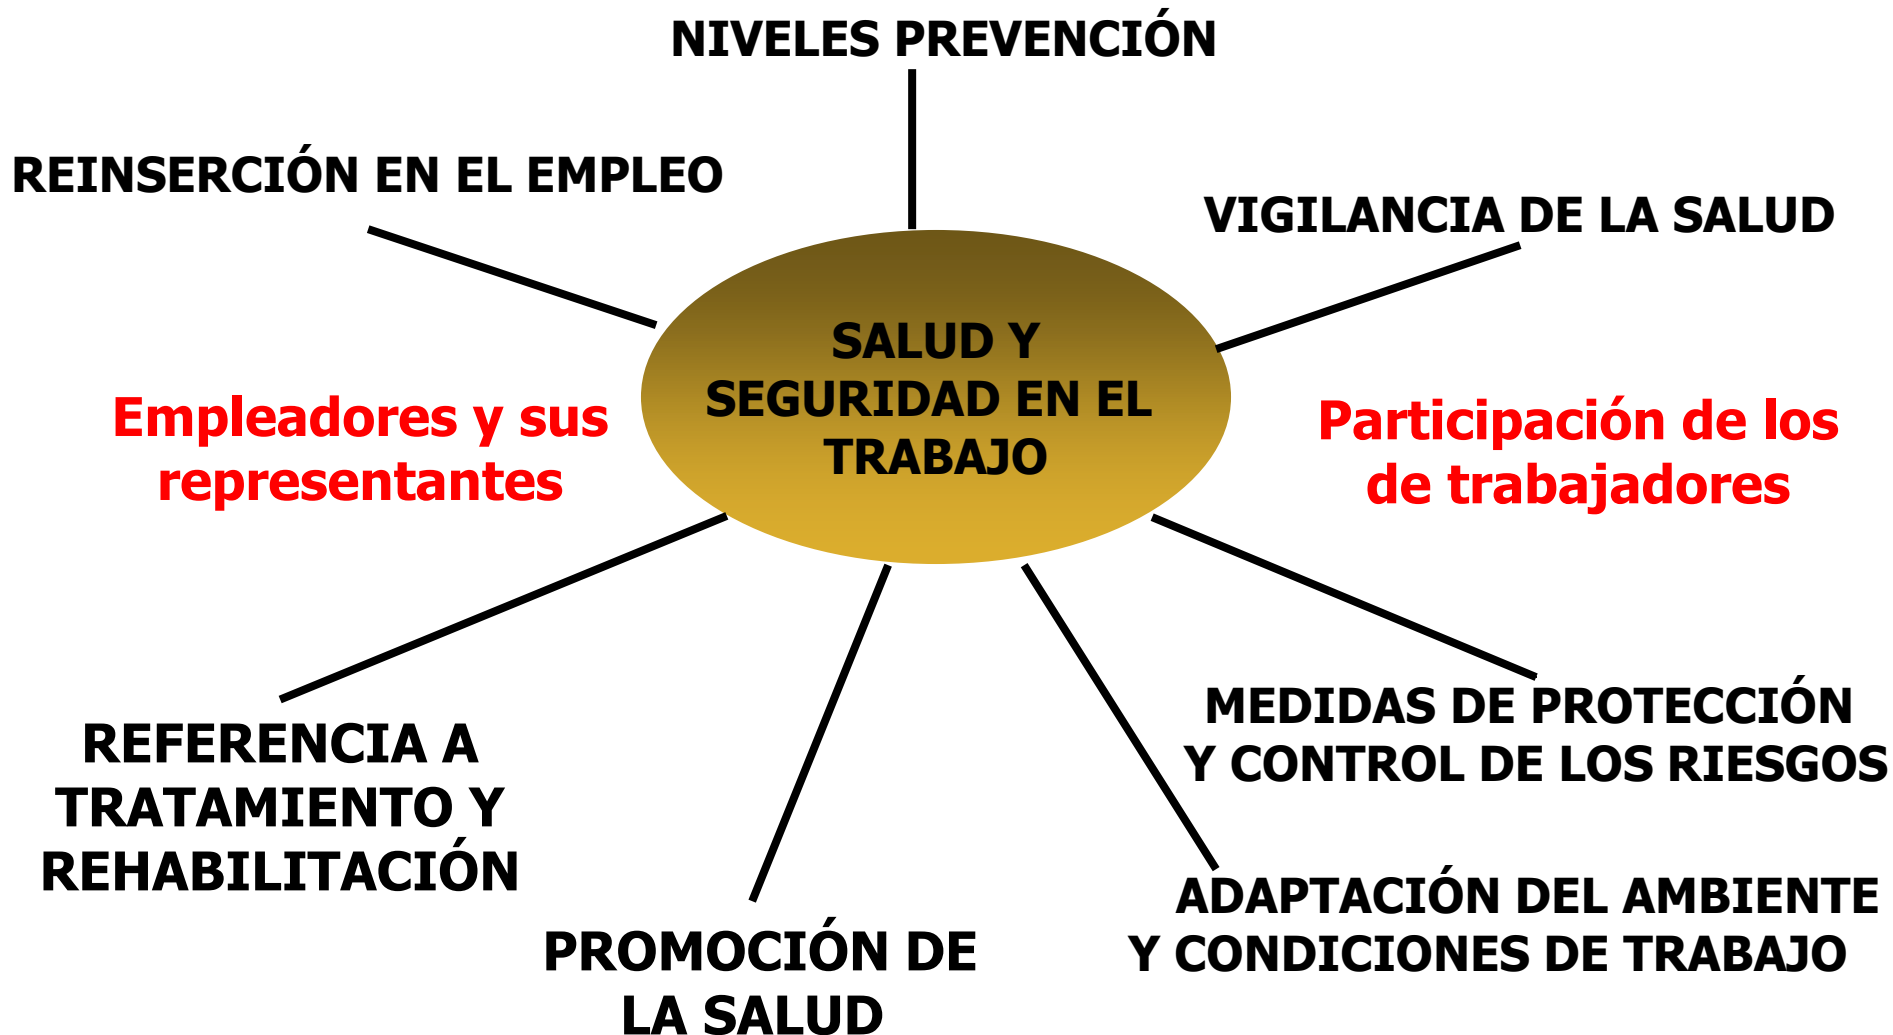 NIVELES PREVENCIÓN
REINSERCIÓN EN EL EMPLEO
VIGILANCIA DE LA SALUD
SALUD Y
SEGURIDAD EN EL
TRABAJO
Empleadores y sus
representantes
Participación de los
de trabajadores
REFERENCIA A
TRATAMIENTO Y
REHABILITACIÓN
PROMOCIÓN DE
LA SALUD
MEDIDAS DE PROTECCIÓN
Y CONTROL DE LOS RIESGOS
ADAPTACIÓN DEL AMBIENTE
Y CONDICIONES DE TRABAJO